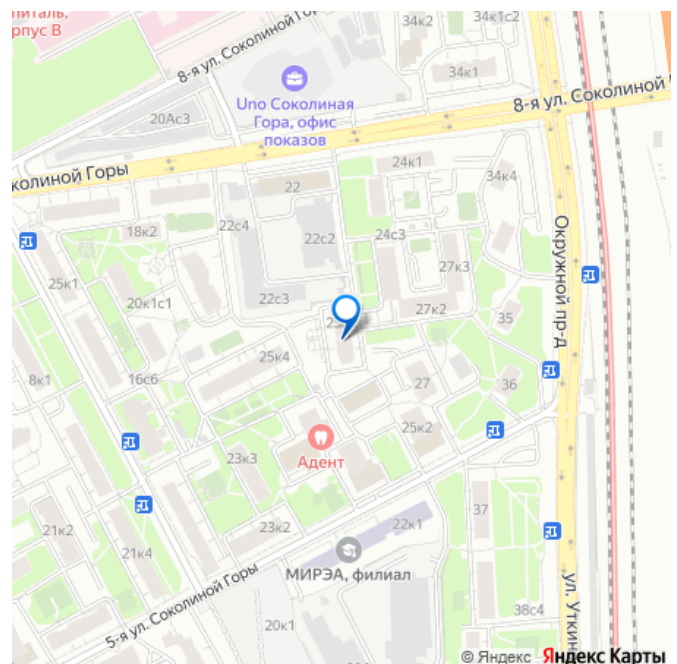 питаль,
рпус В
8-я ул. Соколиной Горы
34к2
34к1с2
34к1
Uno Соколиная
Гора, офис
показов
20Ас3
8-я ул. Соколиной
околиной Горы
22
24к1
34к4
18к2
22с4
22с2
24с3
Окружной пр-д
25к1
27к3
20к1с1
22с3
27к2
35
25к4
8к1
16с6
27
36
Адент
25к2
23к3
21к2
23к2
22к1
37
21к4
МИРЭА, филиал
5-я ул. Соколиной Горы
20к1
38с4
ул. Уткин
© Яндекс Яндекс Карты